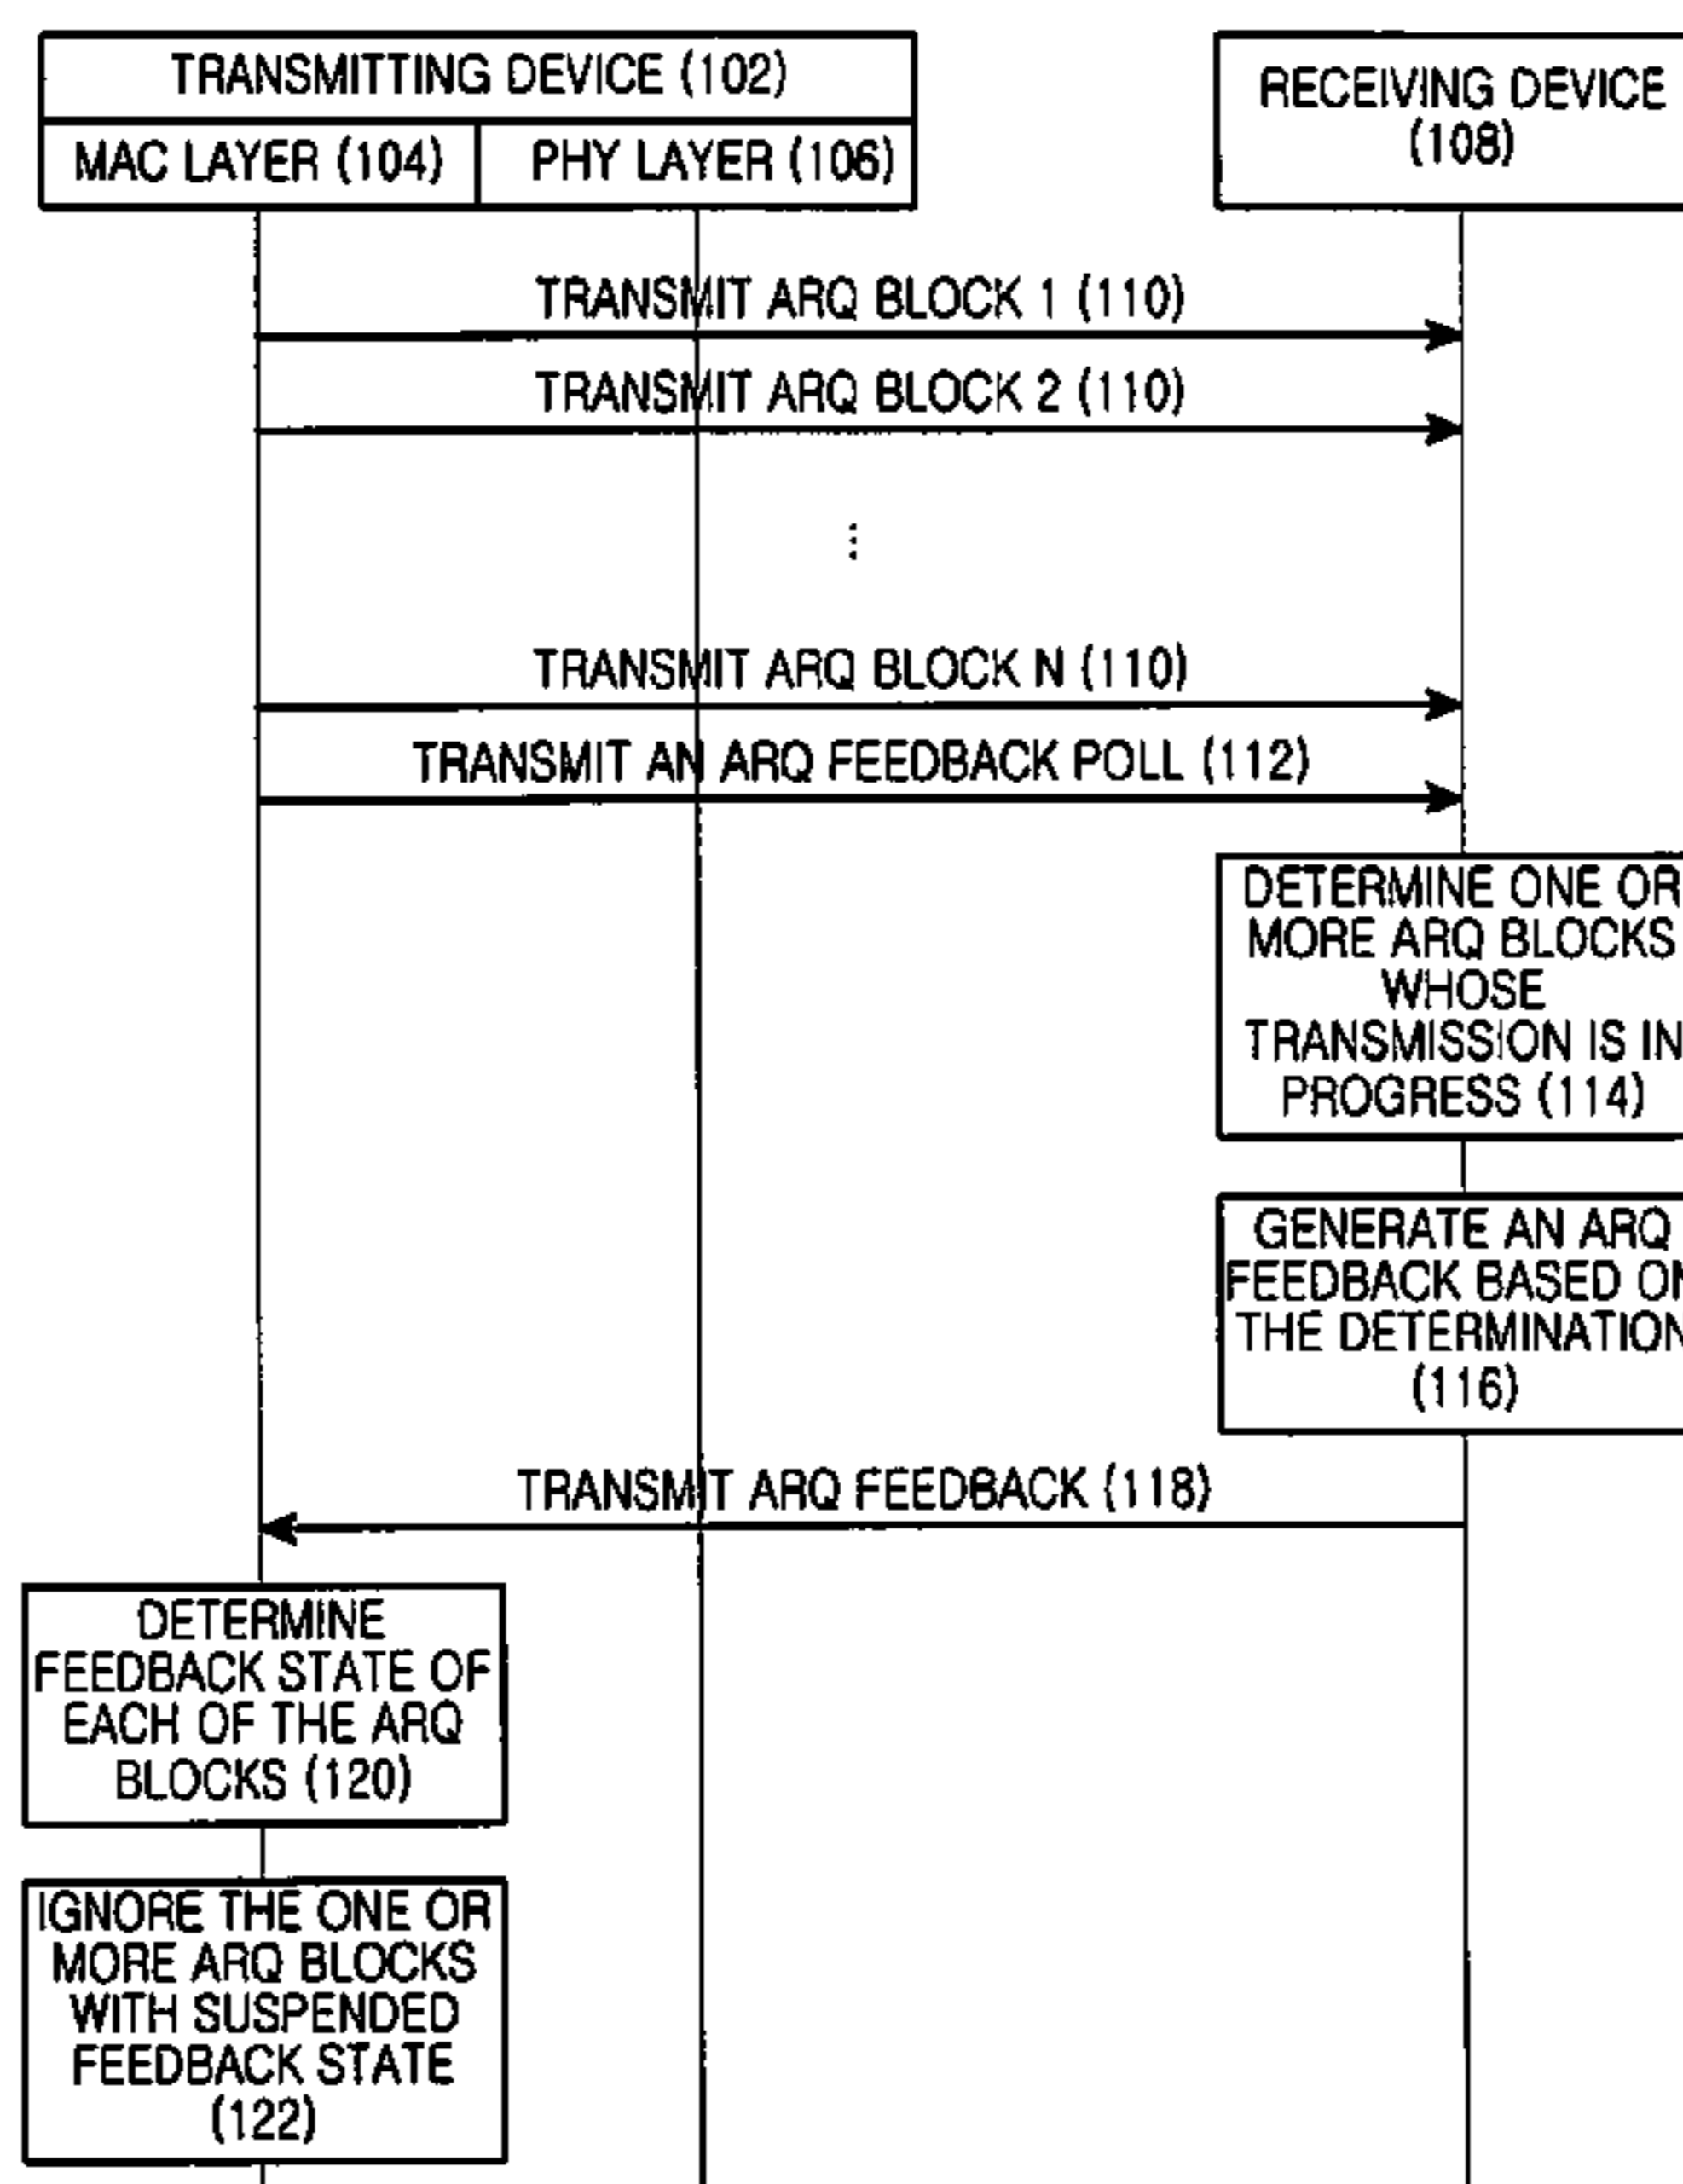 TRANSMITTING DEVICE (102)
MAC LAYER (104)
PHY LAYER (106)
RECEIVING DEVICE
(108)
TRANSMIT ARQ BLOCK 1 (110)
TRANSMIT ARQ BLOCK 2 (110)
⋮
TRANSMIT ARQ BLOCK N (110)
TRANSMIT AN ARQ FEEDBACK POLL (112)
DETERMINE ONE OR
MORE ARQ BLOCKS
WHOSE
TRANSMISSION IS IN
PROGRESS (114)
GENERATE AN ARQ
FEEDBACK BASED ON
THE DETERMINATION
(116)
TRANSMIT ARQ FEEDBACK (118)
DETERMINE
FEEDBACK STATE OF
EACH OF THE ARQ
BLOCKS (120)
IGNORE THE ONE OR
MORE ARQ BLOCKS
WITH SUSPENDED
FEEDBACK STATE
(122)